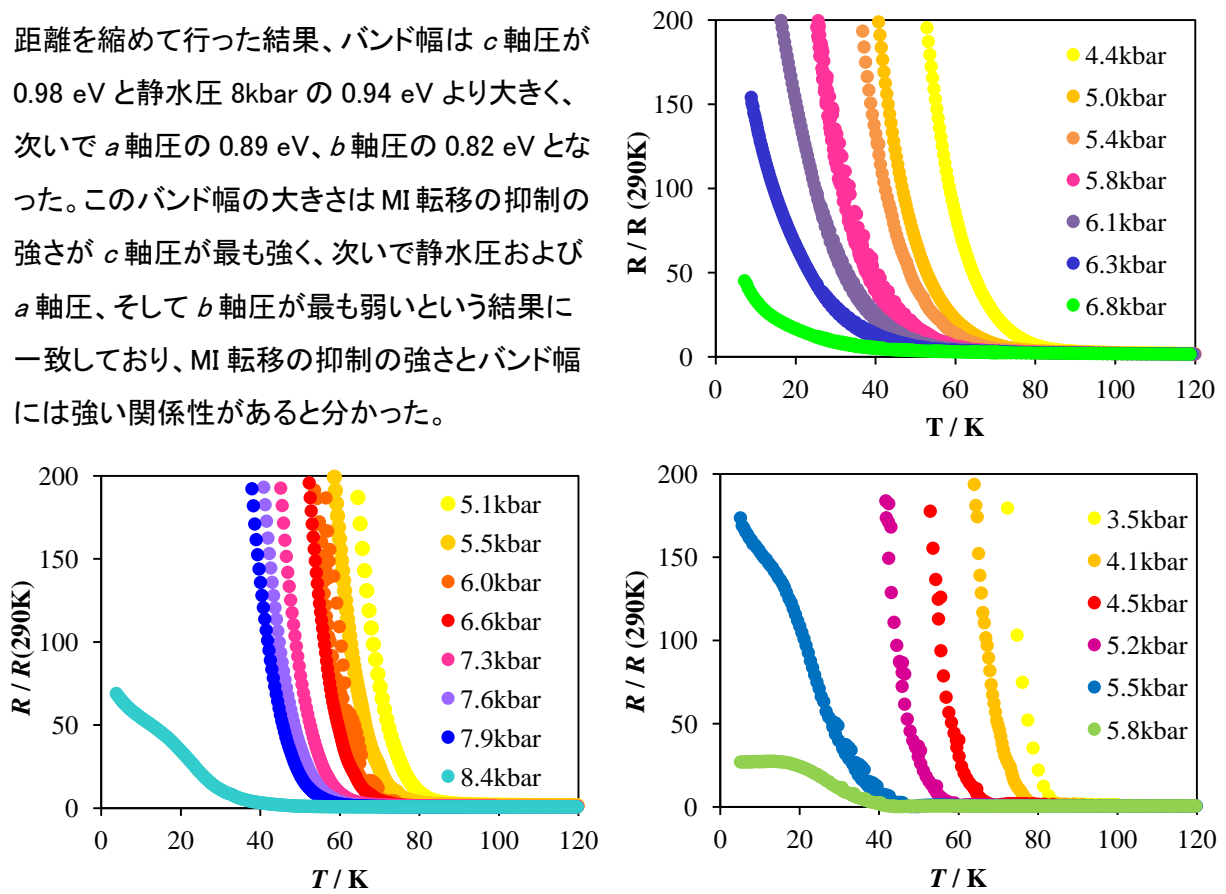 距離を縮めて行った結果、バンド幅は c 軸圧が
0.98 eV と静水圧 8kbar の 0.94 eV より大きく、
次いで a 軸圧の 0.89 eV、b 軸圧の 0.82 eV とな
った。このバンド幅の大きさは MI 転移の抑制の
強さが c 軸圧が最も強く、次いで静水圧および
a 軸圧、そして b 軸圧が最も弱いという結果に
一致しており、MI 転移の抑制の強さとバンド幅
には強い関係性があると分かった。
R / R (290K)
200
150
100
50
0
0 20 40 60 80 100 120
T / K
4.4kbar
5.0kbar
5.4kbar
5.8kbar
6.1kbar
6.3kbar
6.8kbar
R / R (290K)
200
150
100
50
0
0 20 40 60 80 100 120
T / K
5.1kbar
5.5kbar
6.0kbar
6.6kbar
7.3kbar
7.6kbar
7.9kbar
8.4kbar
R / R (290K)
200
150
100
50
0
0 20 40 60 80 100 120
T / K
3.5kbar
4.1kbar
4.5kbar
5.2kbar
5.5kbar
5.8kbar